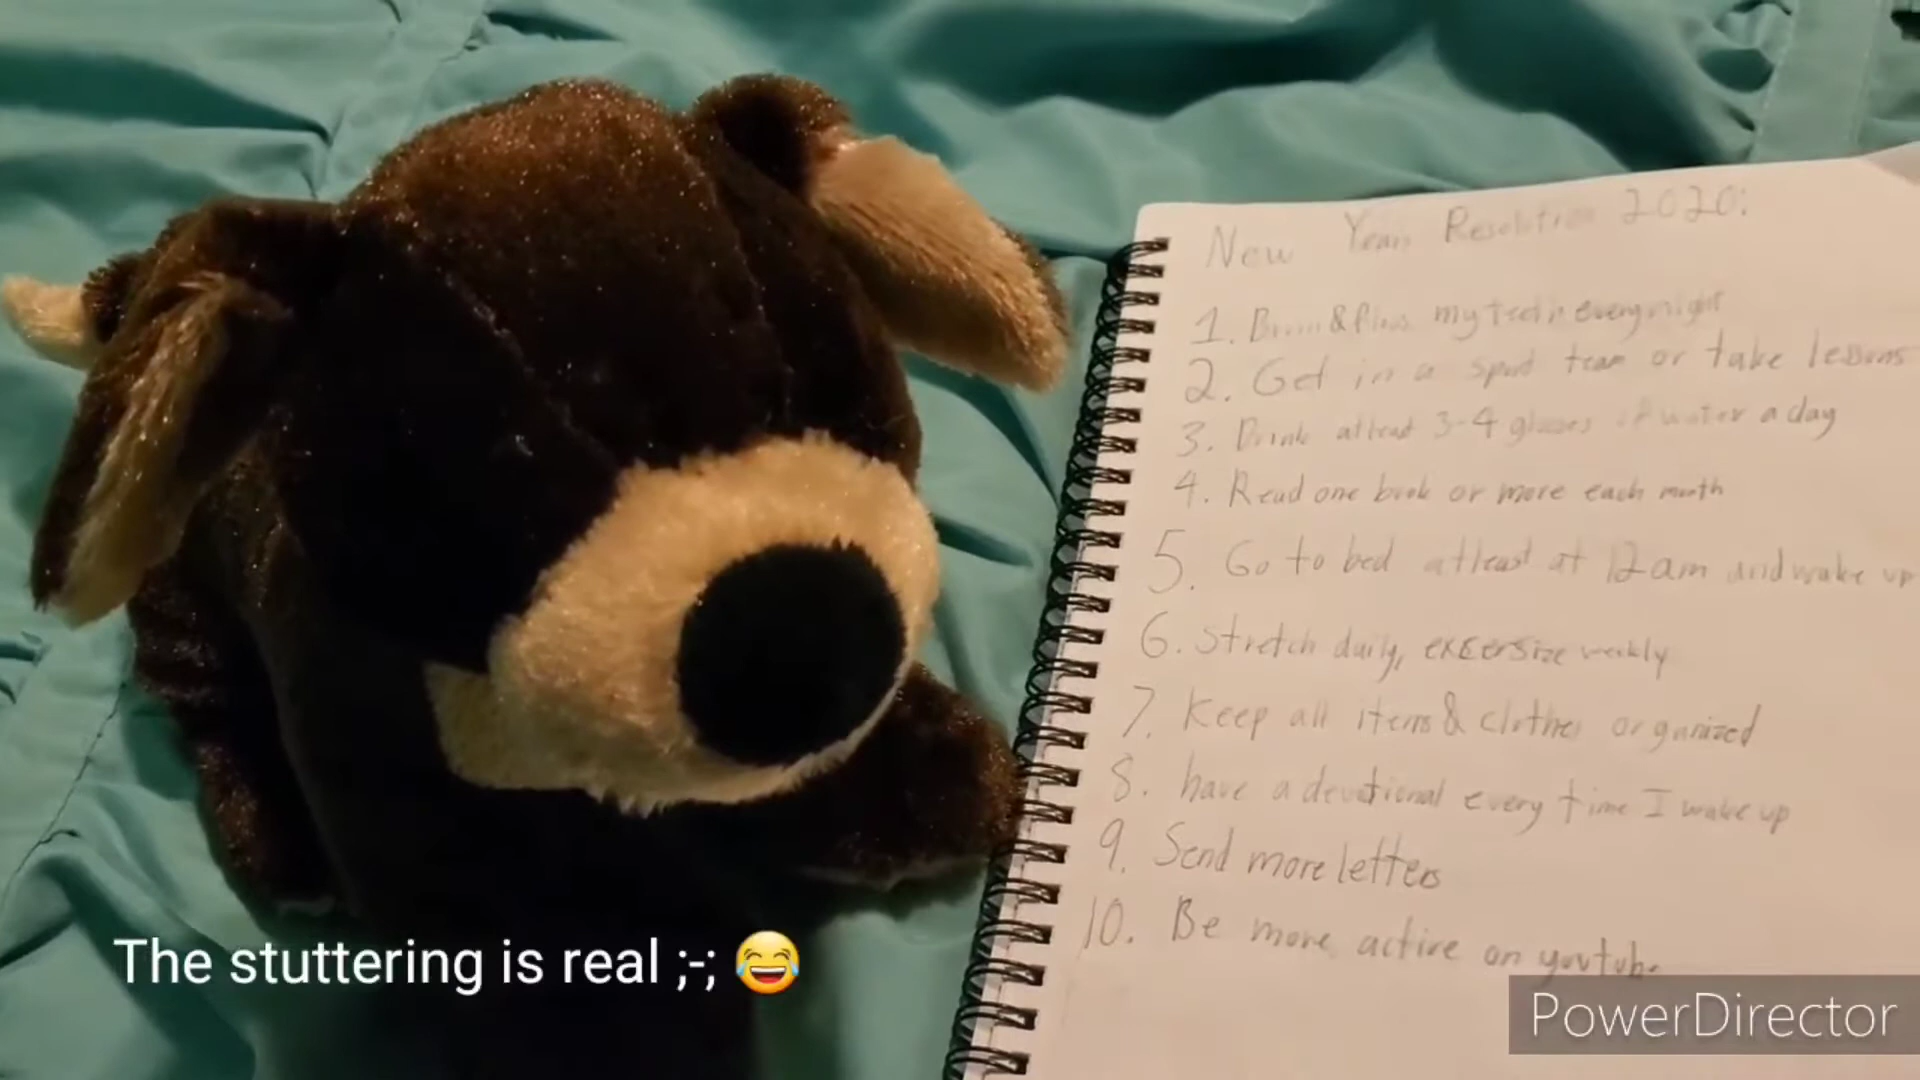 New Years Resolution 2020:
1. Brush & floss my teeth every night
2. Get in a sport team or take lessons
3. Drink atleast 3-4 glasses of water a day
4. Read one book or more each month
5. Go to bed atleast at 12am and wake up
6. Stretch daily, excersize weekly
7. Keep all items & clothes organized
8. have a devotional every time I wake up
9. Send more letters
10. Be more active on youtube
The stuttering is real ;-; 😂
PowerDirector